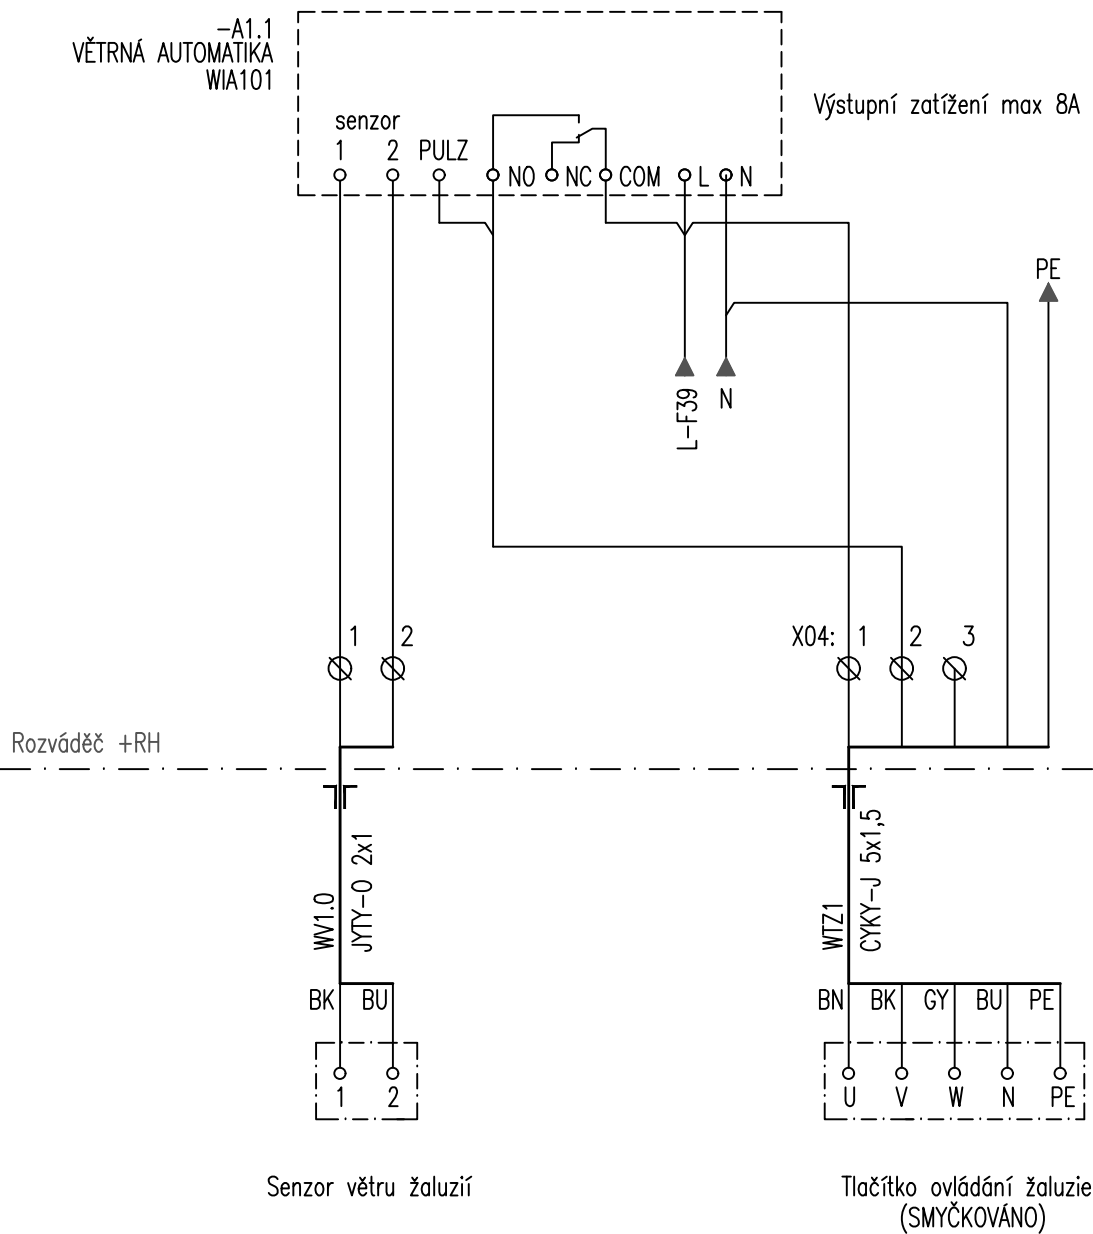 -A1.1
VĚTRNÁ AUTOMATIKA
WIA101
Výstupní zatížení max 8A
senzor
1 2 PULZ
NO NC COM L N
PE
L-F39
N
1 2
X04: 1 2 3
Rozváděč +RH
WV1.0
JYTY-O 2x1
WTZ1
CYKY-J 5x1,5
BK BU
BN BK GY BU PE
1 2
U V W N PE
Senzor větru žaluzií
Tlačítko ovládání žaluzie
(SMYČKOVÁNO)